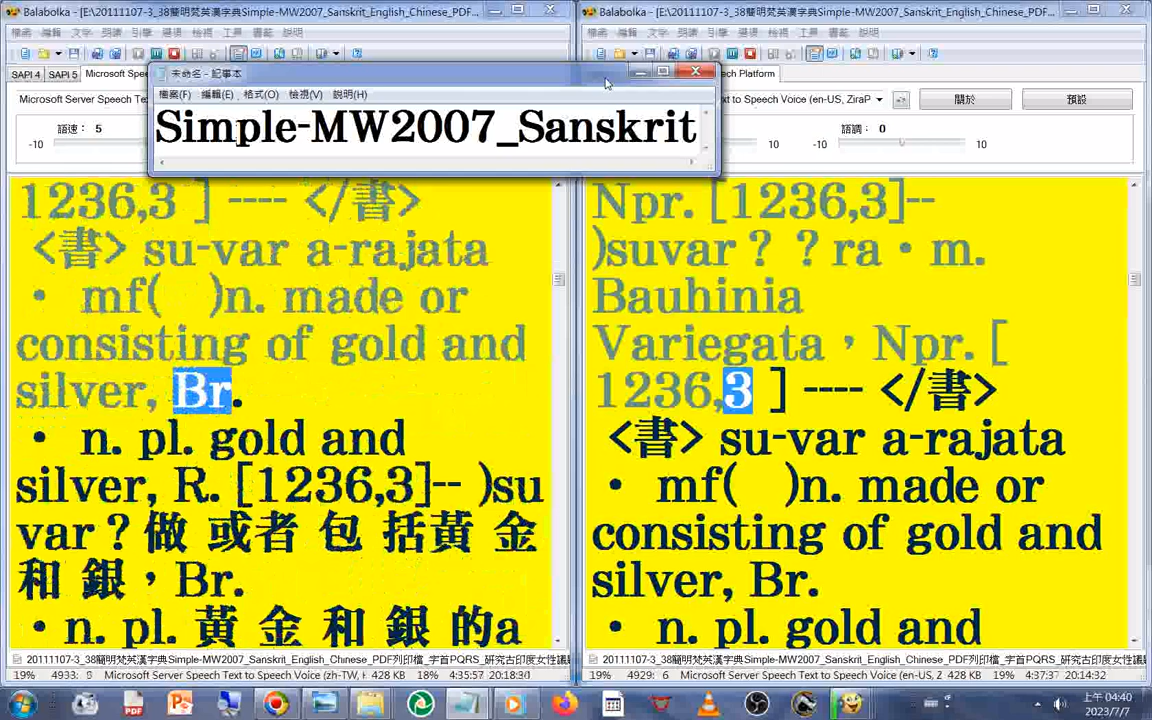 Balabolka - [E:\20111107-3_38簡明梵英漢字典Simple-MW2007_Sanskrit_English_Chinese_PDF...
Balabolka - [E:\20111107-3_38簡明梵英漢字典Simple-MW2007_Sanskrit_English_Chinese_PDF...
SAPI 4 SAPI 5 Microsoft Speech
ech Platform
未命名 - 記事本
檔案(F) 編輯(E) 格式(O) 檢視(V) 說明(H)
Simple-MW2007_Sanskrit
Microsoft Server Speech Text
t to Speech Voice (en-US, ZiraP
關於
預設
語速： 5
-10
10
語調： 0
-10
10
1236,3 ] ---- </書>
<書> su-var a-rajata
• mf( )n. made or
consisting of gold and
silver, Br.
• n. pl. gold and
silver, R. [1236,3]-- )su
var？做 或者 包 括黃 金
和 銀，Br.
• n. pl. 黃 金 和 銀 的a
Npr. [1236,3]--
)suvar？？ra • m.
Bauhinia
Variegata，Npr. [
1236,3 ] ---- </書>
<書> su-var a-rajata
• mf( )n. made or
consisting of gold and
silver, Br.
• n. pl. gold and
20111107-3_38簡明梵英漢字典Simple-MW2007_Sanskrit_English_Chinese_PDF列印檔_字首PQRS_研究古印度女性議
20111107-3_38簡明梵英漢字典Simple-MW2007_Sanskrit_English_Chinese_PDF列印檔_字首PQRS_研究古印度女性議
19% 4933: 9 Microsoft Server Speech Text to Speech Voice (zh-TW, H 428 KB 18% 4:35:57 20:18:31
19% 4929: 6 Microsoft Server Speech Text to Speech Voice (en-US, Z 428 KB 19% 4:37:37 20:14:32
上午 04:40
2023/7/7